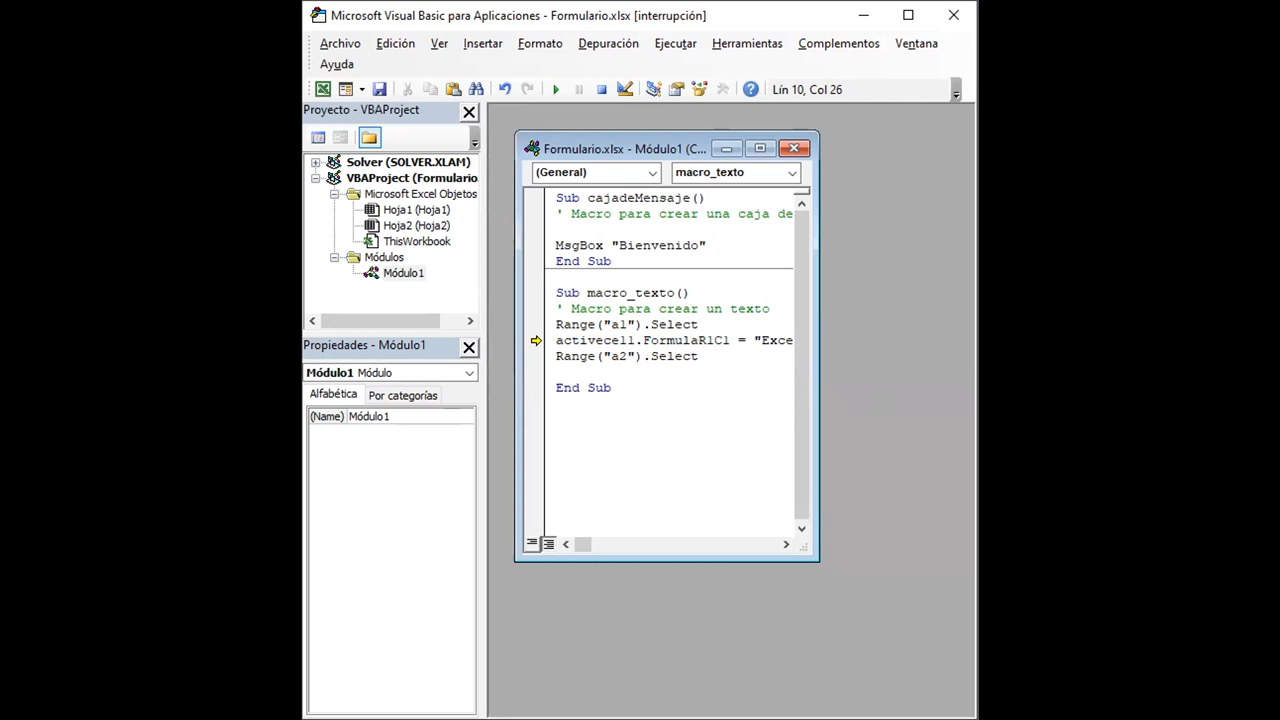 Microsoft Visual Basic para Aplicaciones - Formulario.xlsx [interrupción]
Archivo Edición Ver Insertar Formato Depuración Ejecutar Herramientas Complementos Ventana
Ayuda
Lín 10, Col 26
Proyecto - VBAProject
Solver (SOLVER.XLAM)
VBAProject (Formulario.
Microsoft Excel Objetos
Hoja1 (Hoja1)
Hoja2 (Hoja2)
ThisWorkbook
Módulos
Módulo1
Propiedades - Módulo1
Módulo1 Módulo
Alfabética Por categorías
(Name) Módulo1
Formulario.xlsx - Módulo1 (C...
(General) macro_texto
Sub cajadeMensaje()
' Macro para crear una caja de
MsgBox "Bienvenido"
End Sub
Sub macro_texto()
' Macro para crear un texto
Range("a1").Select
activecell.FormulaR1C1 = "Exce
Range("a2").Select
End Sub